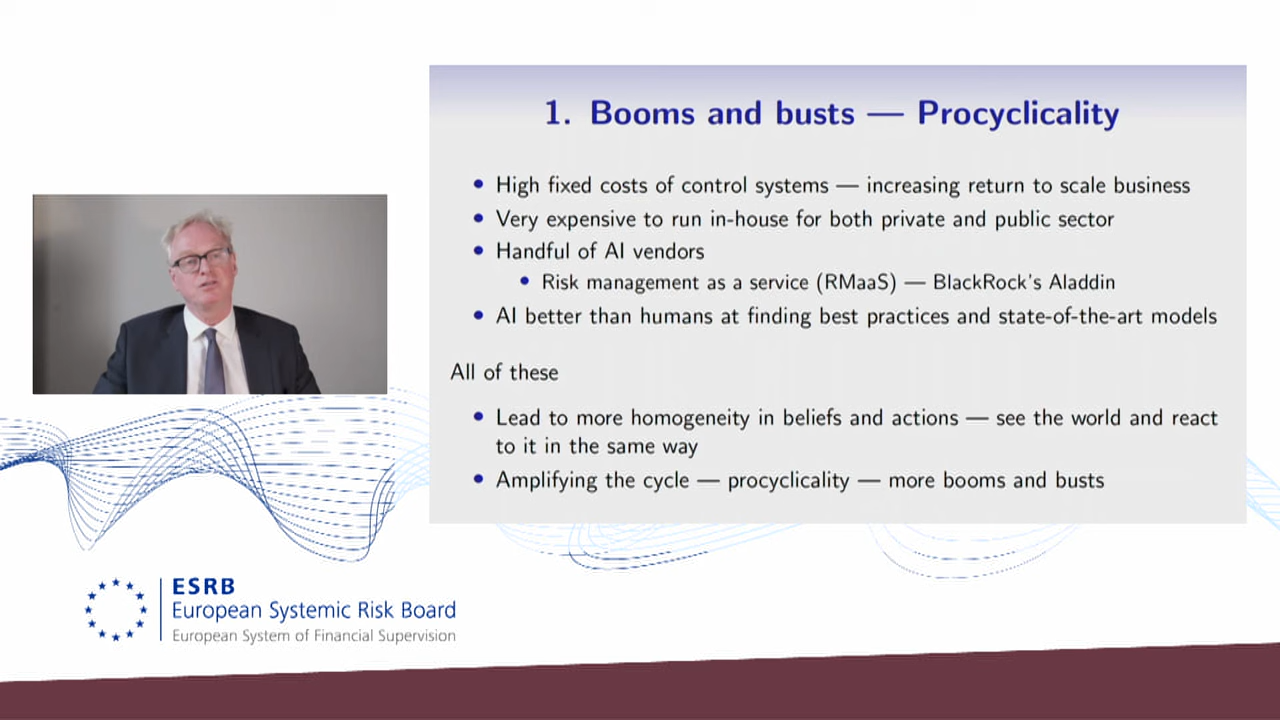 1. Booms and busts — Procyclicality
• High fixed costs of control systems — increasing return to scale business
• Very expensive to run in-house for both private and public sector
• Handful of AI vendors
• Risk management as a service (RMaaS) — BlackRock's Aladdin
• AI better than humans at finding best practices and state-of-the-art models
All of these
• Lead to more homogeneity in beliefs and actions — see the world and react
to it in the same way
• Amplifying the cycle — procyclicality — more booms and busts
ESRB
European Systemic Risk Board
European System of Financial Supervision